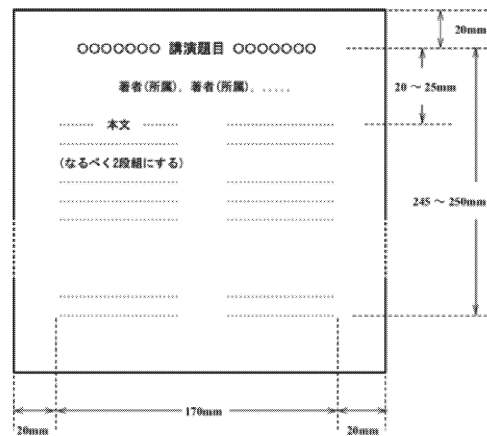 ○○○○○○○ 講演題目 ○○○○○○○
著者(所属), 著者(所属), .....
本文
(なるべく2段組にする)
20mm
20 ～ 25mm
245 ～ 250mm
20mm
170mm
20mm